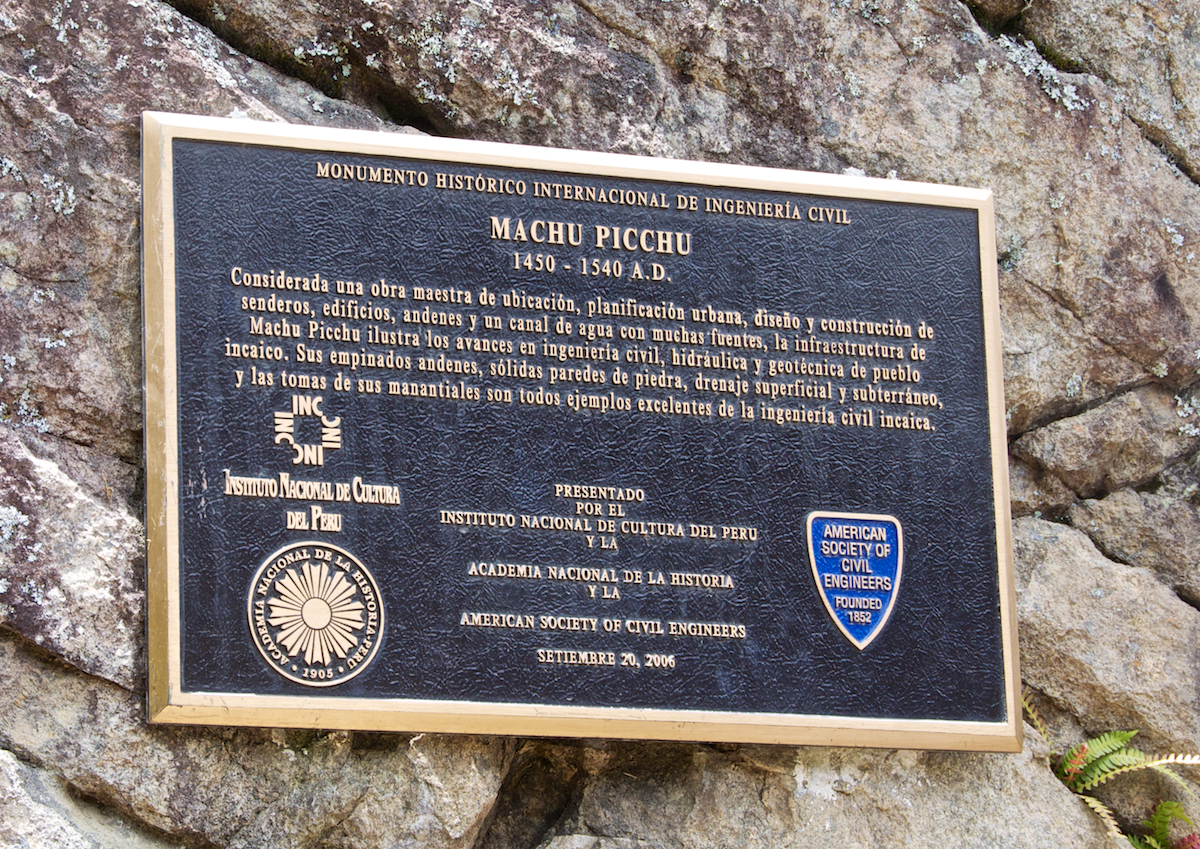 MONUMENTO HISTÓRICO INTERNACIONAL DE INGENIERÍA CIVIL
MACHU PICCHU
1450 - 1540 A.D.
Considerada una obra maestra de ubicación, planificación urbana, diseño y construcción de
senderos, edificios, andenes y un canal de agua con muchas fuentes, la infraestructura de
Machu Picchu ilustra los avances en ingeniería civil, hidráulica y geotécnica de pueblo
incaico. Sus empinados andenes, sólidas paredes de piedra, drenaje superficial y subterráneo,
y las tomas de sus manantiales son todos ejemplos excelentes de la ingeniería civil incaica.
INC
INC
INC
INC
INSTITUTO NACIONAL DE CULTURA
DEL PERU
ACADEMIA NACIONAL DE LA HISTORIA-PERU
· 1905 ·
PRESENTADO
POR EL
INSTITUTO NACIONAL DE CULTURA DEL PERU
Y LA
ACADEMIA NACIONAL DE LA HISTORIA
Y LA
AMERICAN SOCIETY OF CIVIL ENGINEERS
SETIEMBRE 20, 2006
AMERICAN
SOCIETY OF
CIVIL
ENGINEERS
FOUNDED
1852